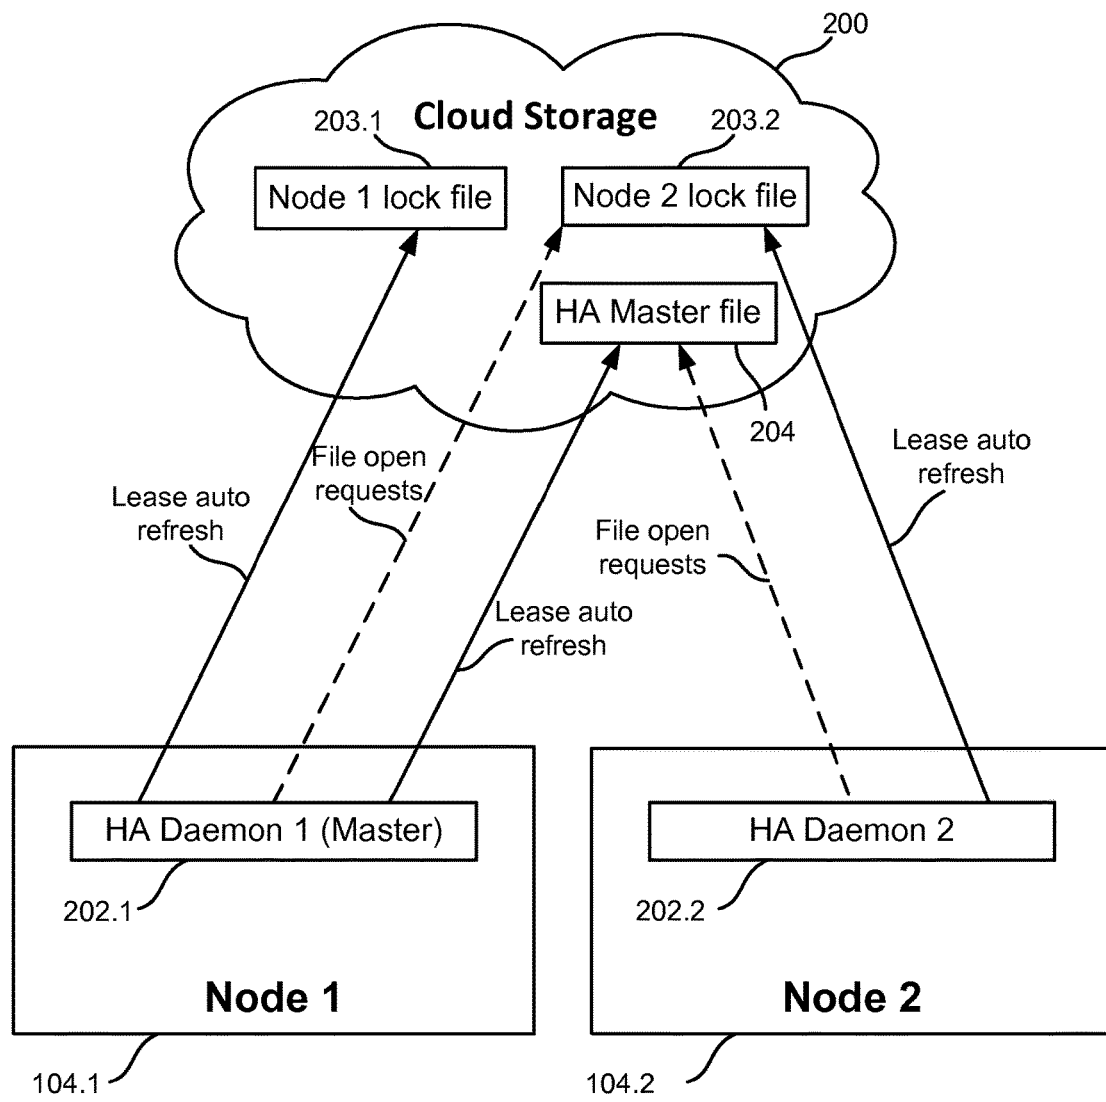 200
Cloud Storage
203.1
203.2
Node 1 lock file
Node 2 lock file
HA Master file
204
File open
requests
Lease auto
refresh
Lease auto
refresh
File open
requests
Lease auto
refresh
HA Daemon 1 (Master)
HA Daemon 2
202.1
202.2
Node 1
Node 2
104.1
104.2